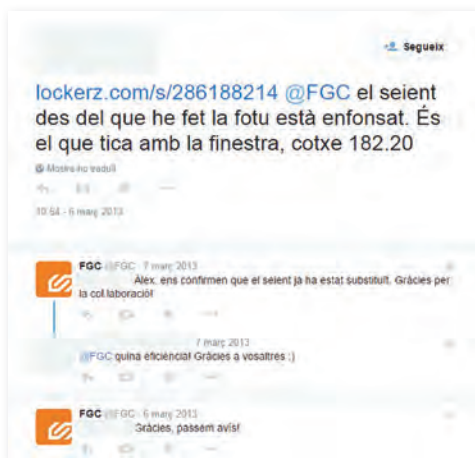 Segueix
lockerz.com/s/286188214 @FGC el seient
des del que he fet la fotu està enfonsat. És
el que tica amb la finestra, cotxe 182.20
Mostra-ho traduït
10:54 - 6 març 2013
FGC @FGC · 7 març 2013
Àlex, ens confirmen que el seient ja ha estat substituït. Gràcies per
la col.laboració!
7 març 2013
@FGC quina eficiència! Gràcies a vosaltres :)
FGC @FGC · 6 març 2013
Gràcies, passem avís!